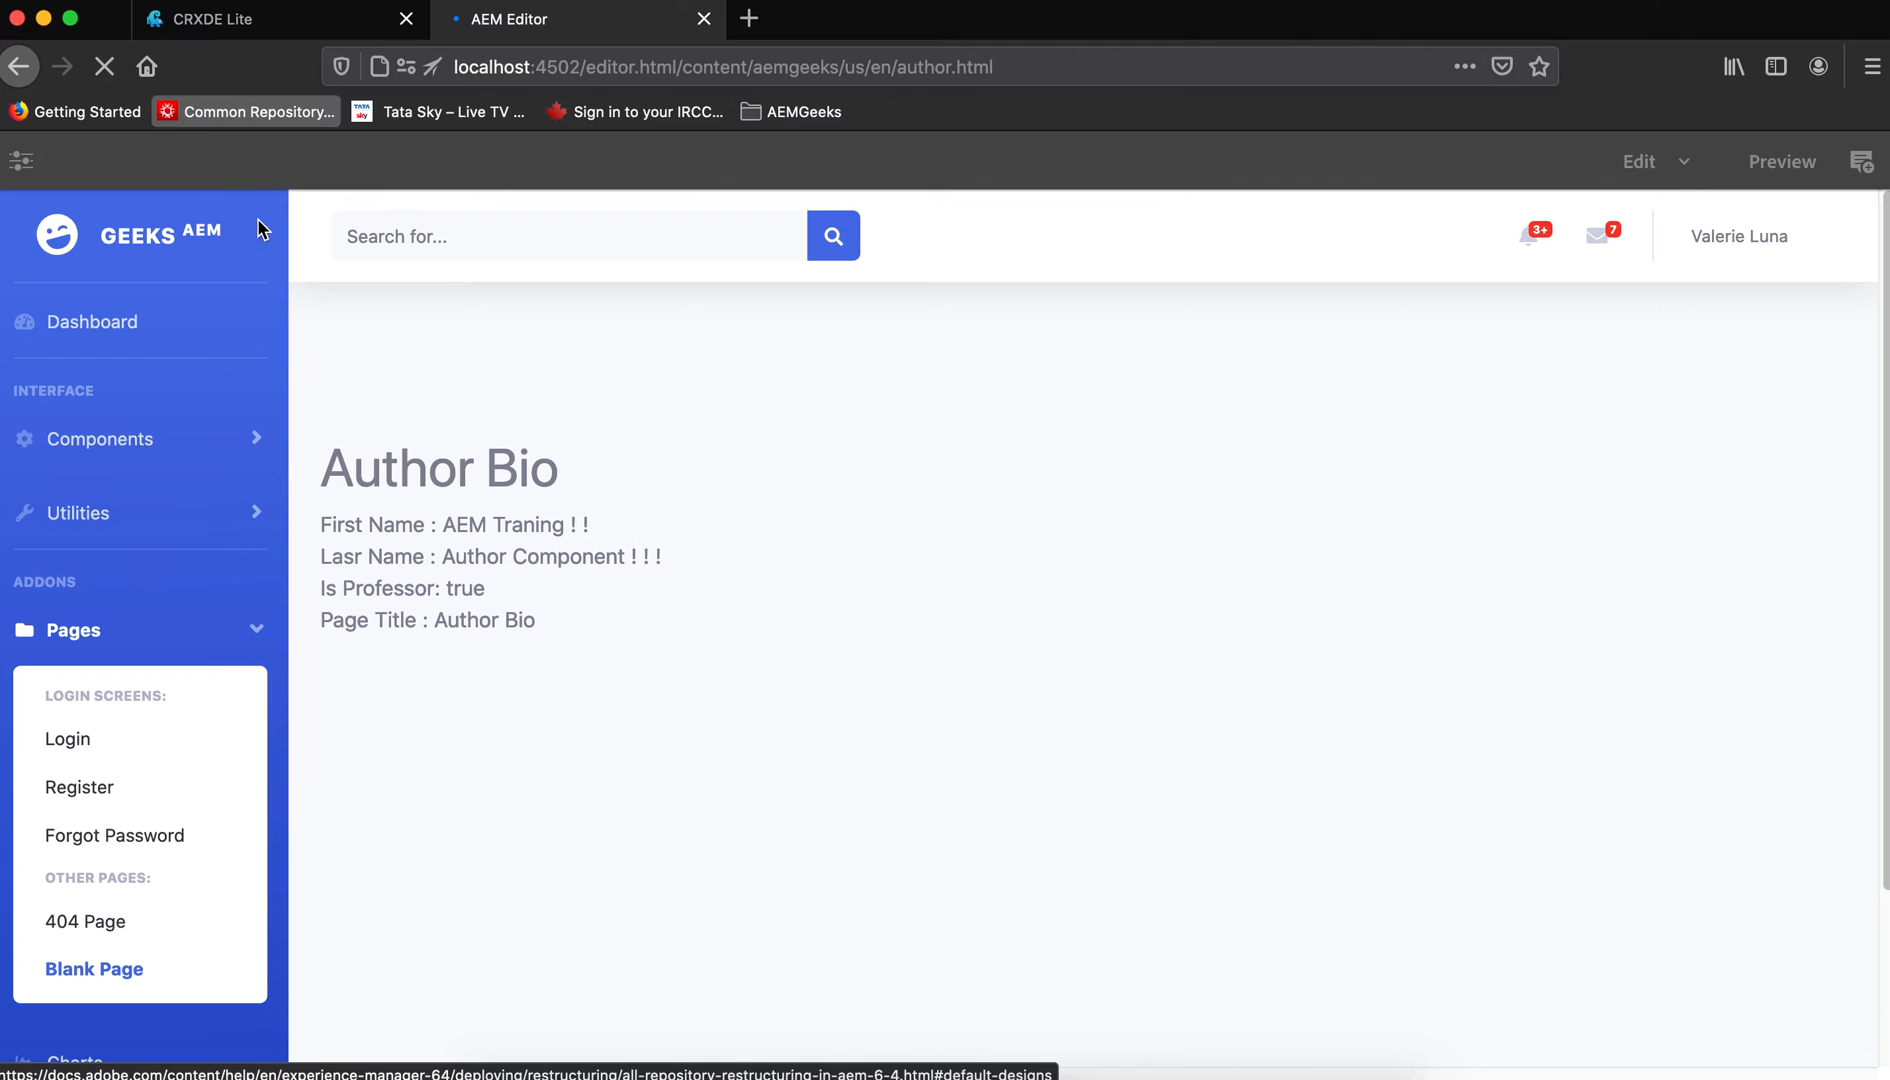 CRXDE Lite
AEM Editor
localhost:4502/editor.html/content/aemgeeks/us/en/author.html
Getting Started
Common Repository...
TATA sky
Tata Sky – Live TV ...
Sign in to your IRCC...
AEMGeeks
Edit
Preview
GEEKS AEM
Search for...
3+
7
Valerie Luna
Dashboard
INTERFACE
Components
Utilities
ADDONS
Pages
LOGIN SCREENS:
Login
Register
Forgot Password
OTHER PAGES:
404 Page
Blank Page
Charts
Author Bio
First Name : AEM Traning ! !
Lasr Name : Author Component ! ! !
Is Professor: true
Page Title : Author Bio
https://docs.adobe.com/content/help/en/experience-manager-64/deploying/restructuring/all-repository-restructuring-in-aem-6-4.html#default-designs